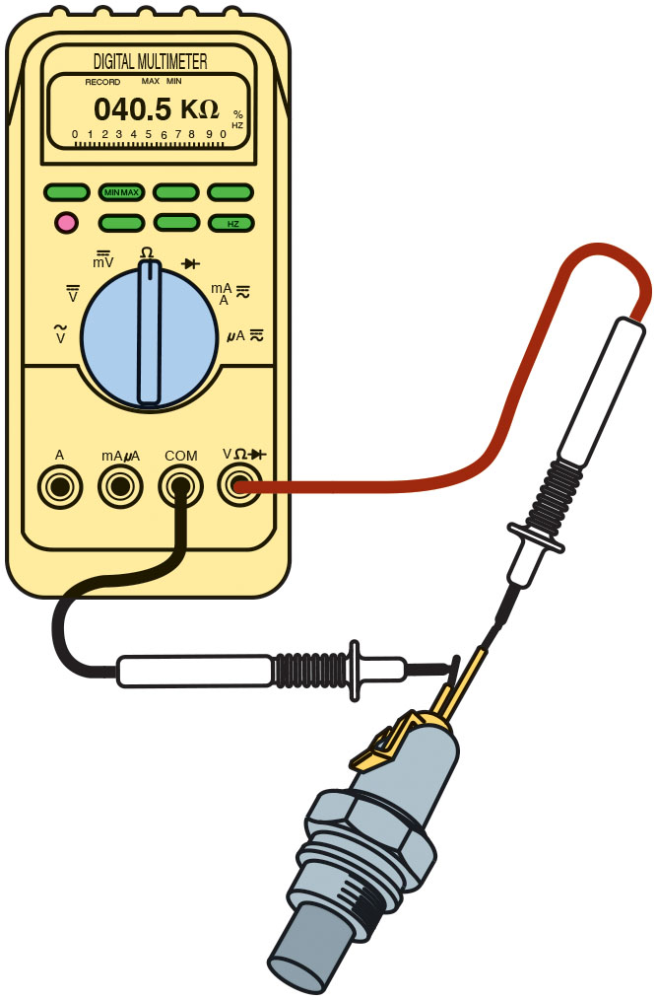 DIGITAL MULTIMETER
RECORD MAX MIN
040.5 KΩ
%
HZ
0 1 2 3 4 5 6 7 8 9 0
MIN MAX
HZ
mV
Ω
V
mA
A
V
µA
A
mAµA
COM
VΩ